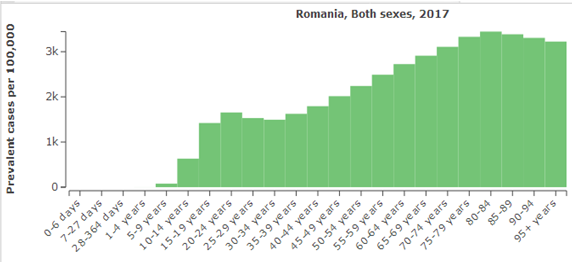 Romania, Both sexes, 2017
Prevalent cases per 100,000
3k
2k
1k
0
0-6 days
7-27 days
28-364 days
1-4 years
5-9 years
10-14 years
15-19 years
20-24 years
25-29 years
30-34 years
35-39 years
40-44 years
45-49 years
50-54 years
55-59 years
60-64 years
65-69 years
70-74 years
75-79 years
80-84
85-89
90-94
95+ years